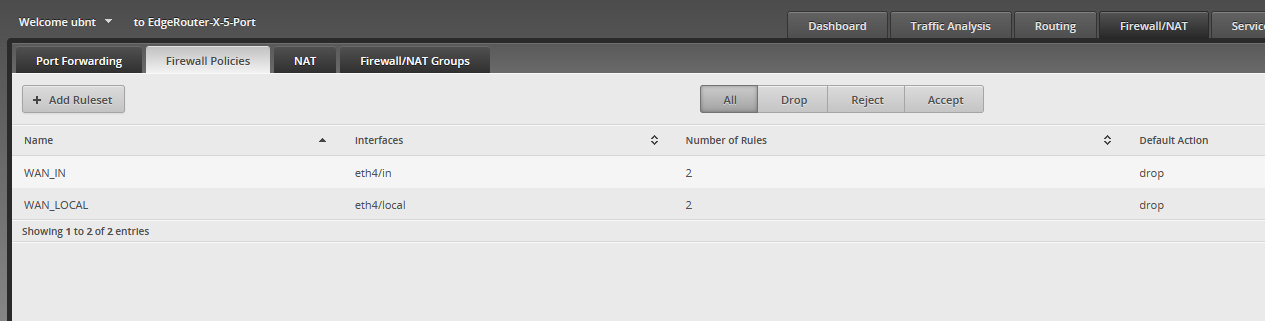 Welcome ubnt to EdgeRouter-X-5-Port
Dashboard Traffic Analysis Routing Firewall/NAT Servic
Port Forwarding Firewall Policies NAT Firewall/NAT Groups
+ Add Ruleset All Drop Reject Accept
Name Interfaces Number of Rules Default Action
WAN_IN eth4/in 2 drop
WAN_LOCAL eth4/local 2 drop
Showing 1 to 2 of 2 entries